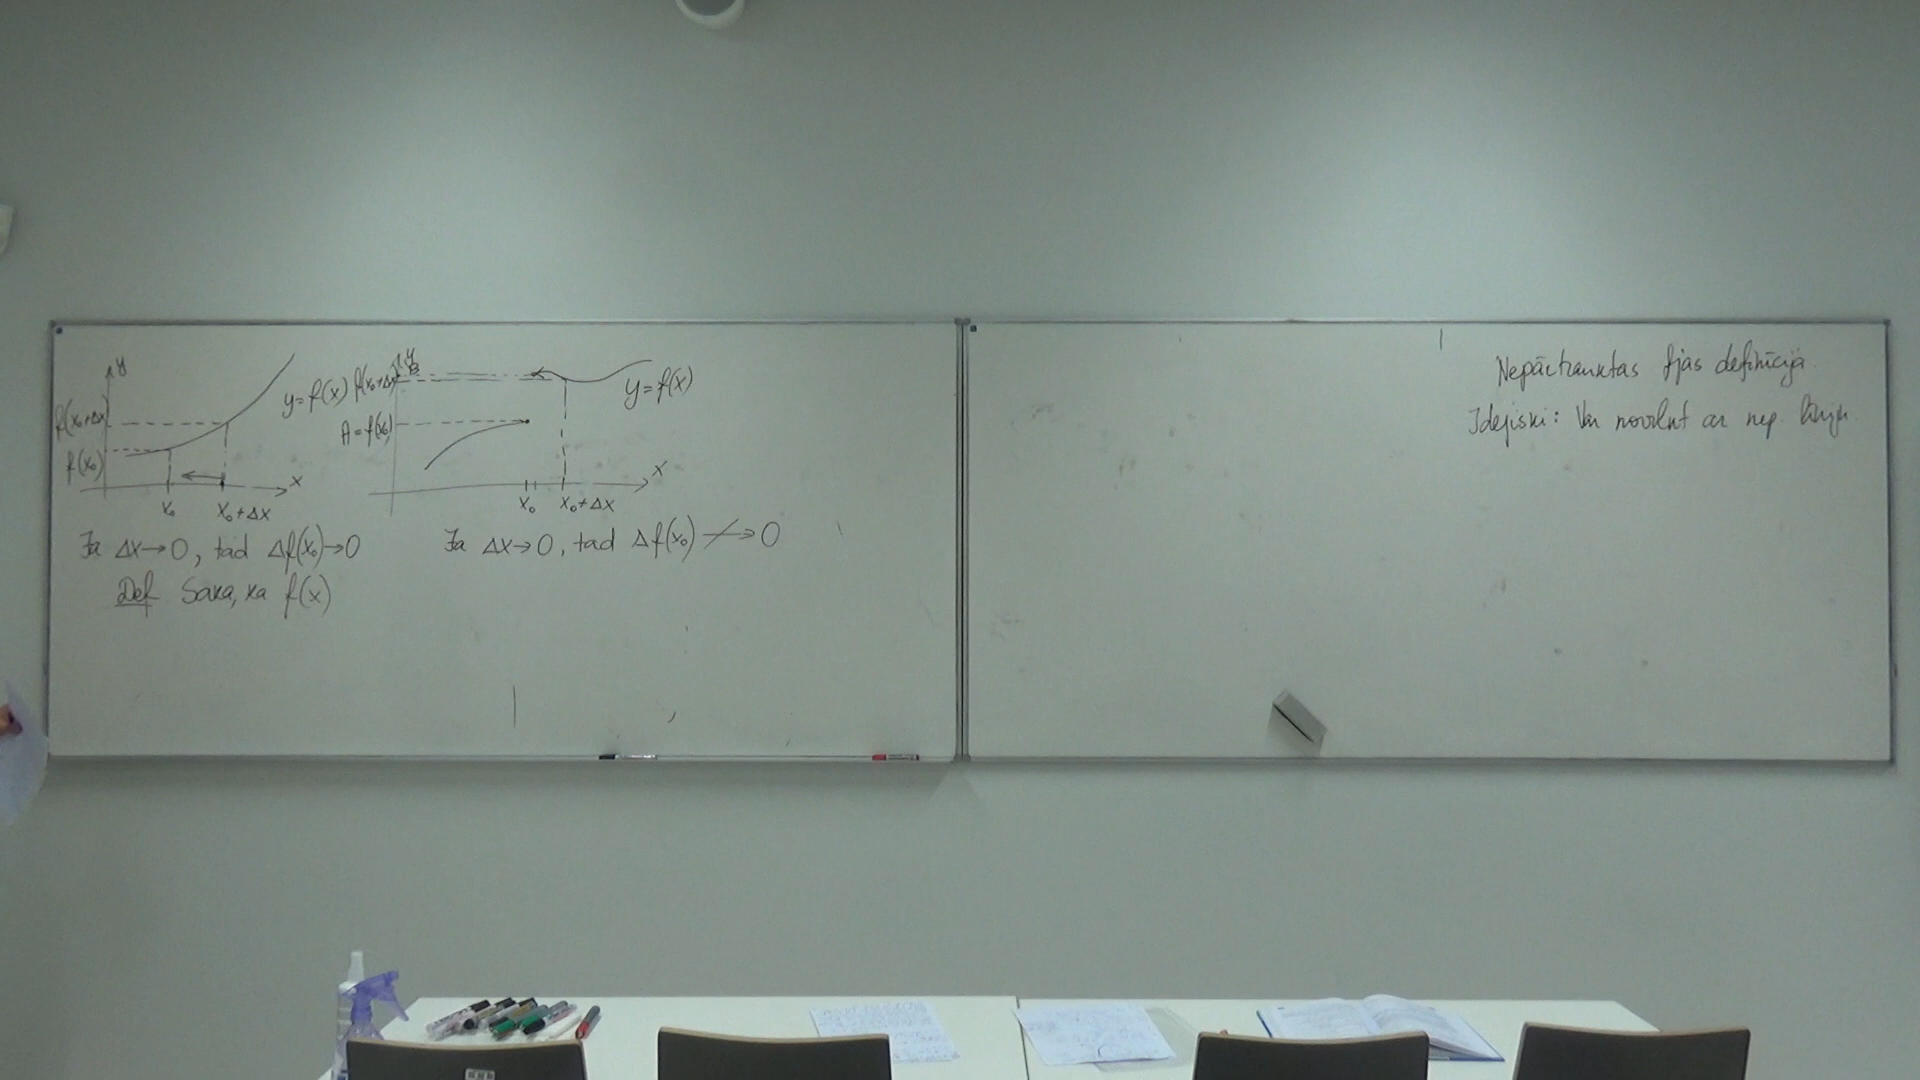 y
f(x₀+Δx)
f(x₀)
y=f(x)
x
x₀
x₀+Δx
y
B
f(x₀+Δx)
A=f(x₀)
y=f(x)
x
x₀
x₀+Δx
Ja Δx→0, tad Δf(x₀)→0
Ja Δx→0, tad Δf(x₀)↛0
Def Saka, ka f(x)
Nepārtrauktas fjas definīcija.
Idejiski: Var novilkt ar nep. līniju.